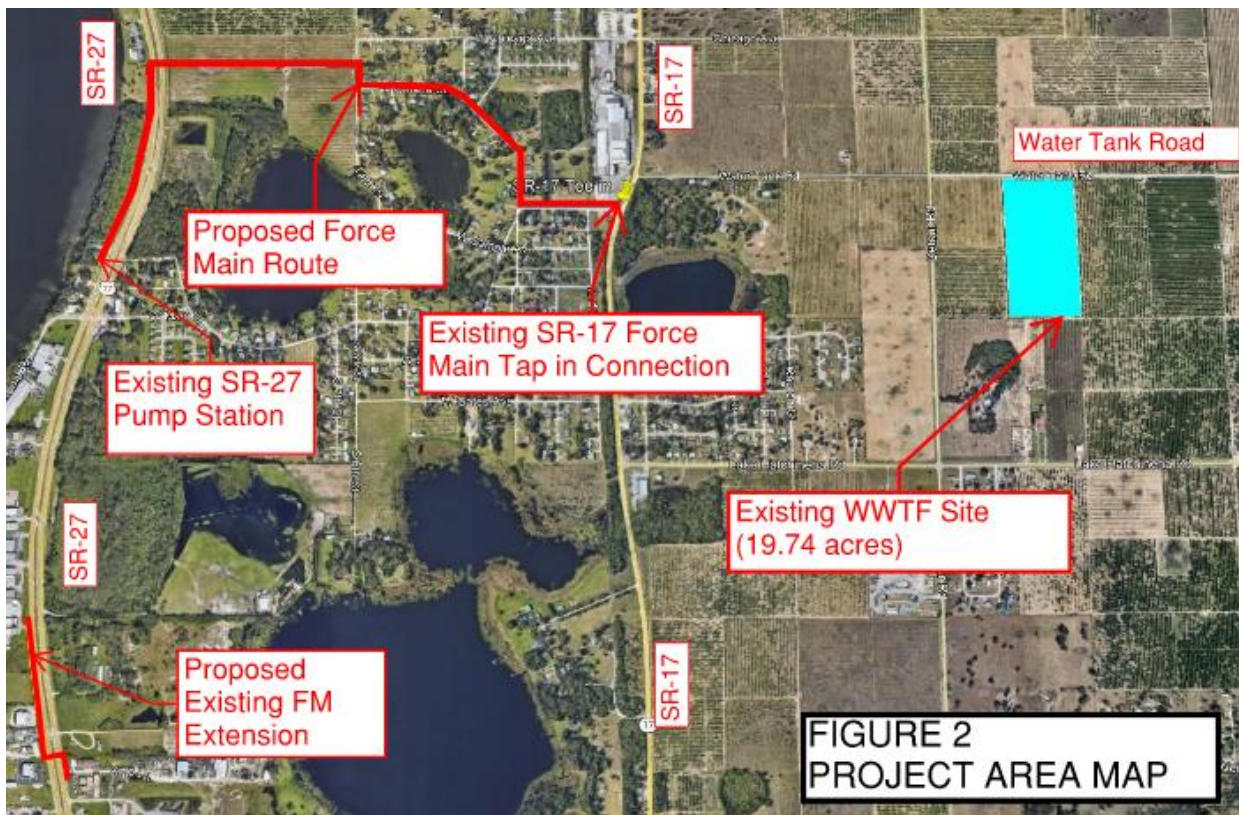 SR-27
SR-17
Water Tank Road
SR-17 Tee in
Proposed Force
Main Route
Existing SR-17 Force
Main Tap in Connection
Existing SR-27
Pump Station
Existing WWTF Site
(19.74 acres)
SR-27
Proposed
Existing FM
Extension
SR-17
17
FIGURE 2
PROJECT AREA MAP